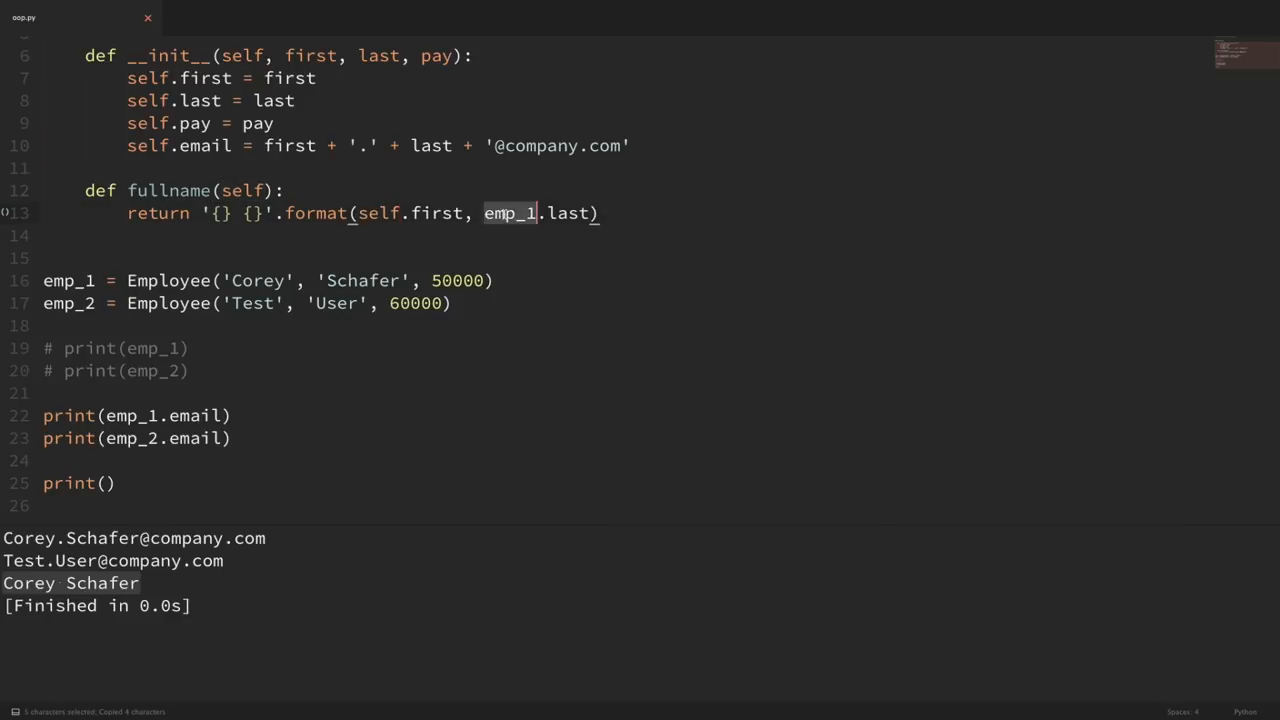 oop.py
6 def __init__(self, first, last, pay):
7 self.first = first
8 self.last = last
9 self.pay = pay
10 self.email = first + '.' + last + '@company.com'
11
12 def fullname(self):
13 return '{} {}'.format(self.first, emp_1.last)
14
15
16 emp_1 = Employee('Corey', 'Schafer', 50000)
17 emp_2 = Employee('Test', 'User', 60000)
18
19 # print(emp_1)
20 # print(emp_2)
21
22 print(emp_1.email)
23 print(emp_2.email)
24
25 print()
26
Corey.Schafer@company.com
Test.User@company.com
Corey Schafer
[Finished in 0.0s]
5 characters selected; Copied 4 characters
Spaces: 4
Python